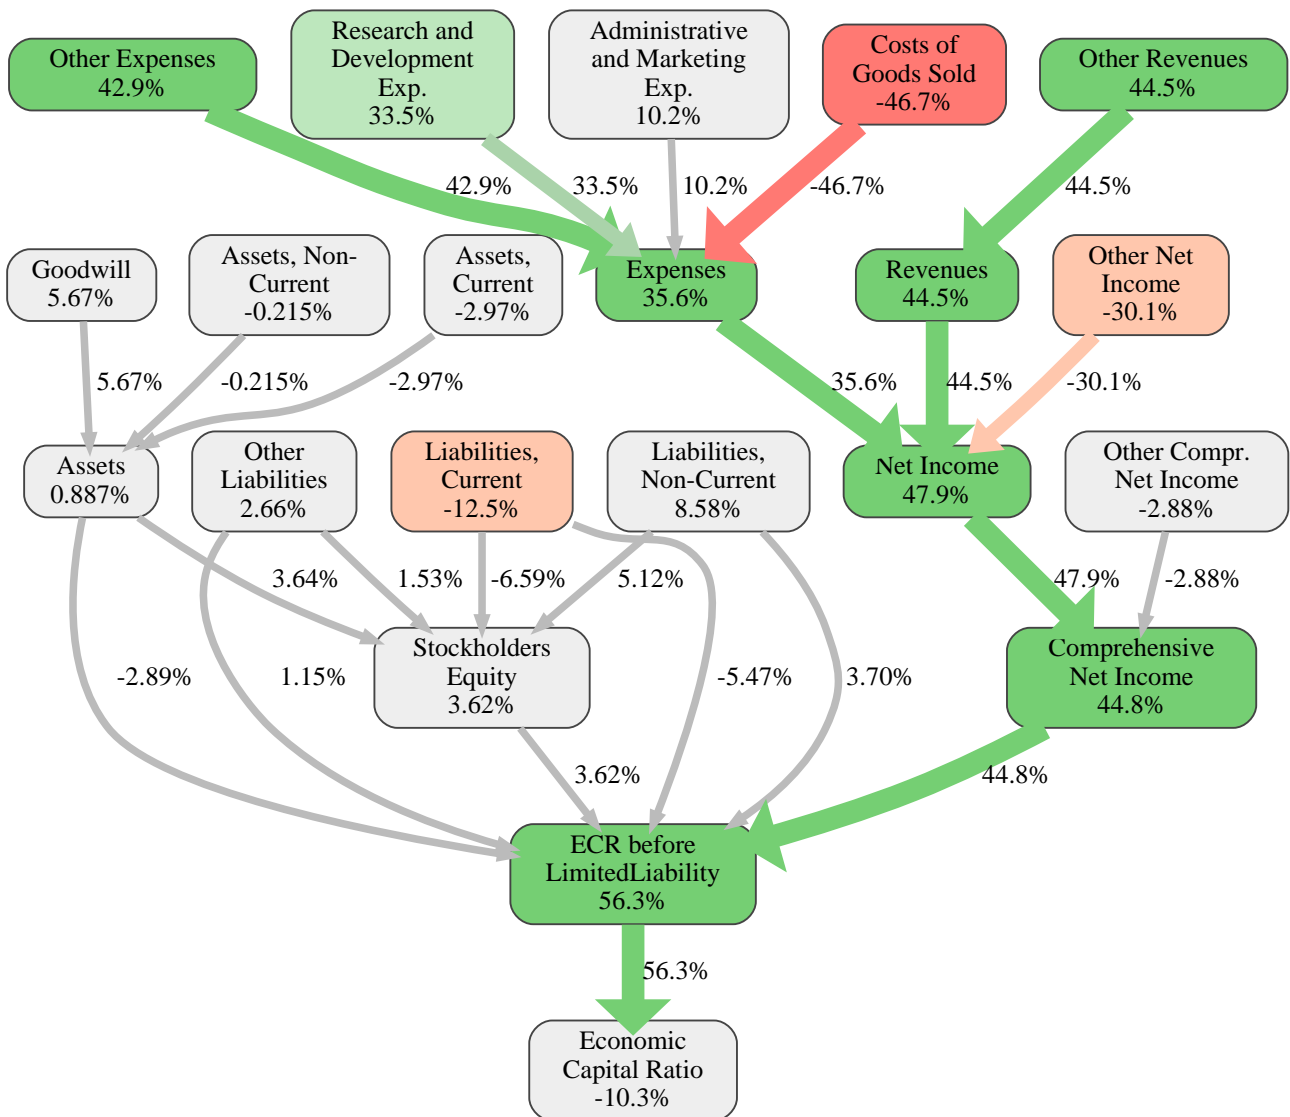 Other Expenses
42.9%
Research and
Development
Exp.
33.5%
Administrative
and Marketing
Exp.
10.2%
Costs of
Goods Sold
-46.7%
Other Revenues
44.5%
42.9%
33.5%
10.2%
-46.7%
44.5%
Goodwill
5.67%
Assets, Non-
Current
-0.215%
Assets,
Current
-2.97%
Expenses
35.6%
Revenues
44.5%
Other Net
Income
-30.1%
5.67%
-0.215%
-2.97%
35.6%
44.5%
-30.1%
Assets
0.887%
Other
Liabilities
2.66%
Liabilities,
Current
-12.5%
Liabilities,
Non-Current
8.58%
Net Income
47.9%
Other Compr.
Net Income
-2.88%
3.64%
1.53%
-6.59%
5.12%
47.9%
-2.88%
-2.89%
1.15%
Stockholders
Equity
3.62%
-5.47%
3.70%
Comprehensive
Net Income
44.8%
3.62%
44.8%
ECR before
LimitedLiability
56.3%
56.3%
Economic
Capital Ratio
-10.3%